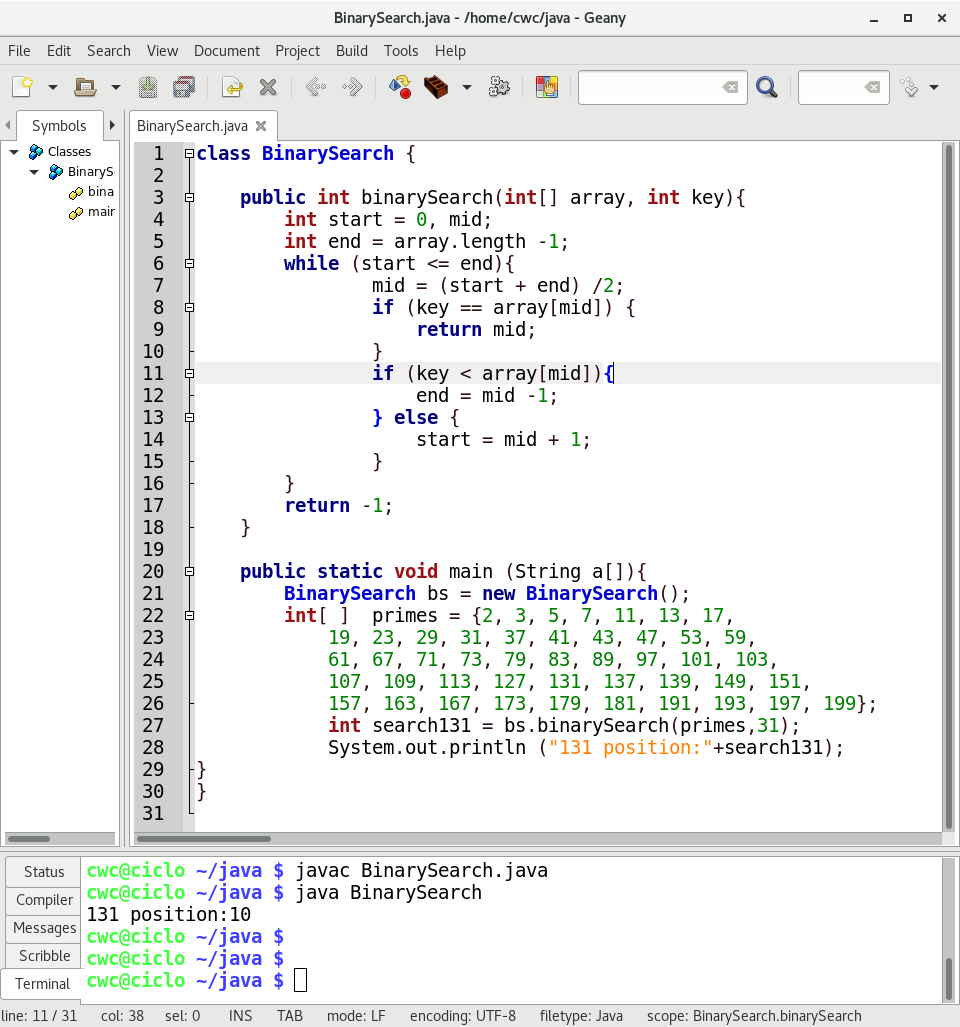 BinarySearch.java - /home/cwc/java - Geany
File Edit Search View Document Project Build Tools Help
Symbols
BinarySearch.java
Classes
BinaryS
bina
main
1 class BinarySearch {
2
3 public int binarySearch(int[] array, int key){
4 int start = 0, mid;
5 int end = array.length -1;
6 while (start <= end){
7 mid = (start + end) /2;
8 if (key == array[mid]) {
9 return mid;
10 }
11 if (key < array[mid]){
12 end = mid -1;
13 } else {
14 start = mid + 1;
15 }
16 }
17 return -1;
18 }
19
20 public static void main (String a[]){
21 BinarySearch bs = new BinarySearch();
22 int[ ]  primes = {2, 3, 5, 7, 11, 13, 17,
23 19, 23, 29, 31, 37, 41, 43, 47, 53, 59,
24 61, 67, 71, 73, 79, 83, 89, 97, 101, 103,
25 107, 109, 113, 127, 131, 137, 139, 149, 151,
26 157, 163, 167, 173, 179, 181, 191, 193, 197, 199};
27 int search131 = bs.binarySearch(primes,31);
28 System.out.println ("131 position:"+search131);
29 }
30 }
31
Status
Compiler
Messages
Scribble
Terminal
cwc@ciclo ~/java $ javac BinarySearch.java
cwc@ciclo ~/java $ java BinarySearch
131 position:10
cwc@ciclo ~/java $
cwc@ciclo ~/java $
cwc@ciclo ~/java $
line: 11 / 31 col: 38 sel: 0 INS TAB mode: LF encoding: UTF-8 filetype: Java scope: BinarySearch.binarySearch